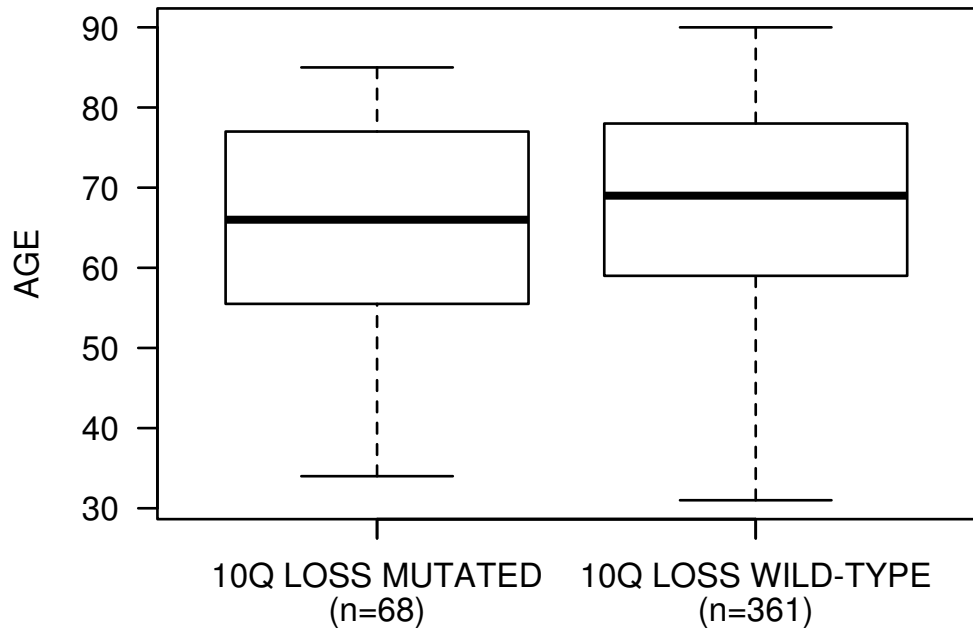 90
80
70
60
50
40
30
AGE
10Q LOSS MUTATED
(n=68)
10Q LOSS WILD-TYPE
(n=361)